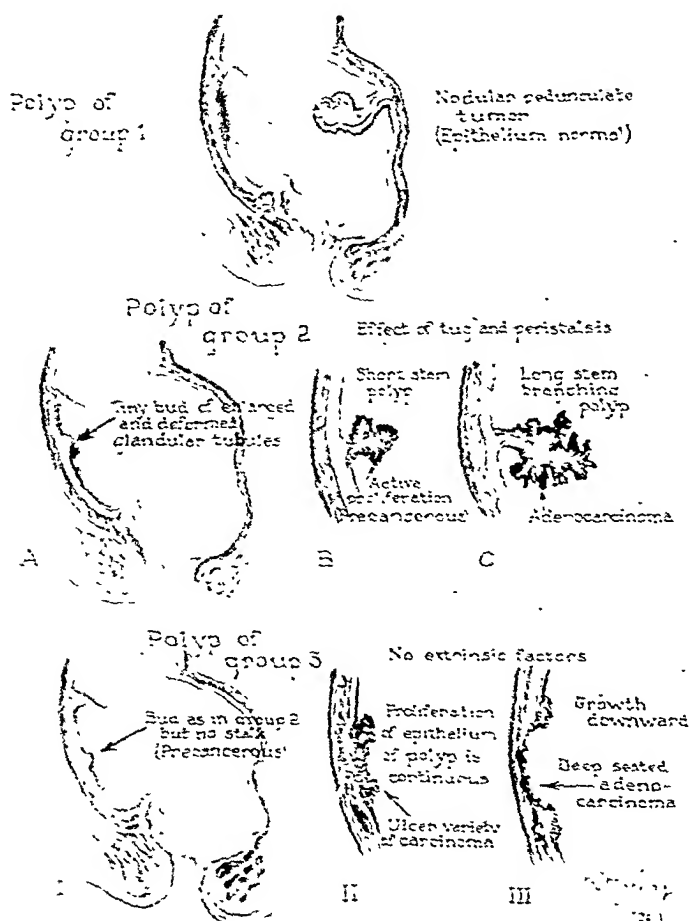 Polyp of
group 1
Nodular pedunculate
tumor
(Epithelium normal)
Polyp of
group 2
Effect of tug and peristalsis
Tiny bud of enlarged
and deformed
glandular tubules
Short stem
polyp
Long stem
branching
polyp
Active
proliferation
(Precancerous)
Adenocarcinoma
A
B
C
Polyp of
group 3
No extrinsic factors
Bud as in group 2
but no stalk
(Precancerous)
Proliferation
of epithelium
of polyp is
continuous
Ulcer variety
of carcinoma
Growth
downward
Deep seated
adeno-
carcinoma
I
II
III